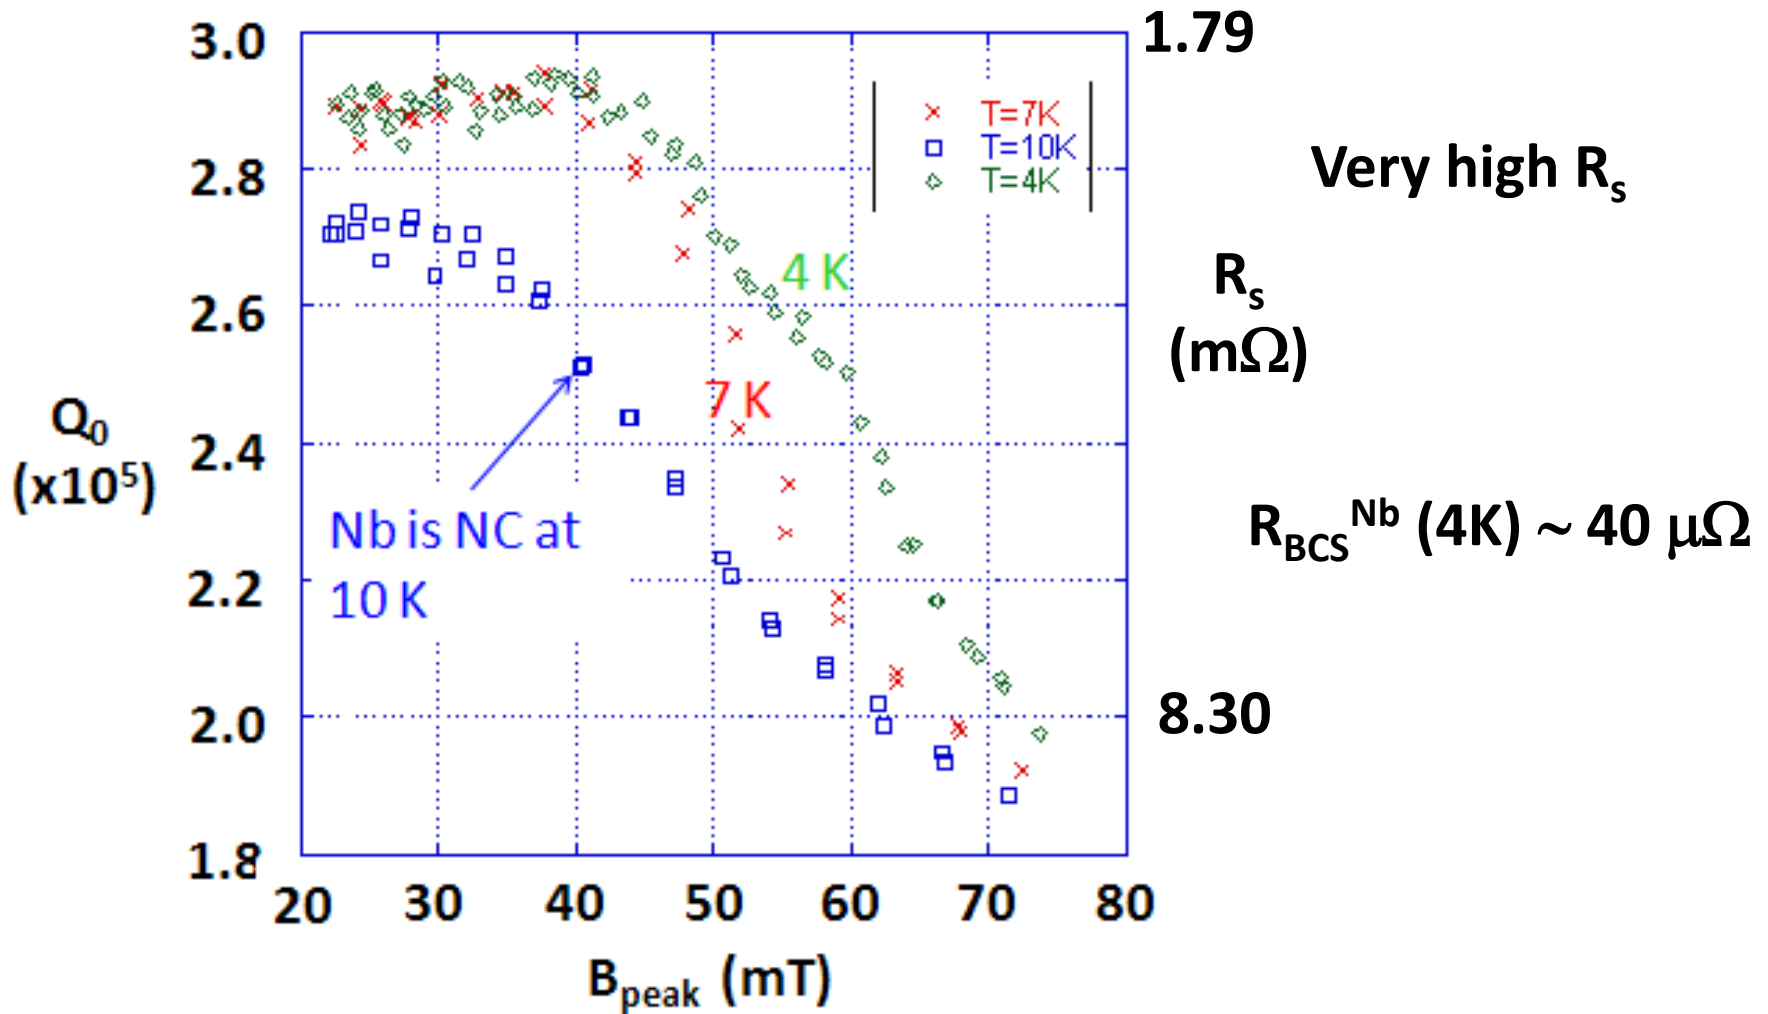 3.0
2.8
2.6
2.4
2.2
2.0
1.8
Q0
(x10^5)
20 30 40 50 60 70 80
Bpeak (mT)
T=7K
T=10K
T=4K
4 K
7 K
Nb is NC at
10 K
1.79
Very high Rs
Rs
(mΩ)
RBCS^Nb (4K) ~ 40 μΩ
8.30